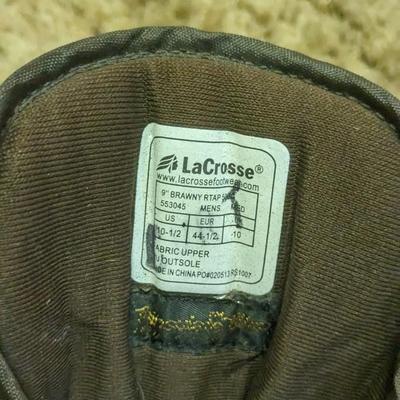 LaCrosse®
www.lacrossefootwear.com
9" BRAWNY RTAP
553045 MENS
US EUR
10-1/2 44-1/2 -10
FABRIC UPPER
OUTSOLE
MADE IN CHINA PO#020513 RS1007